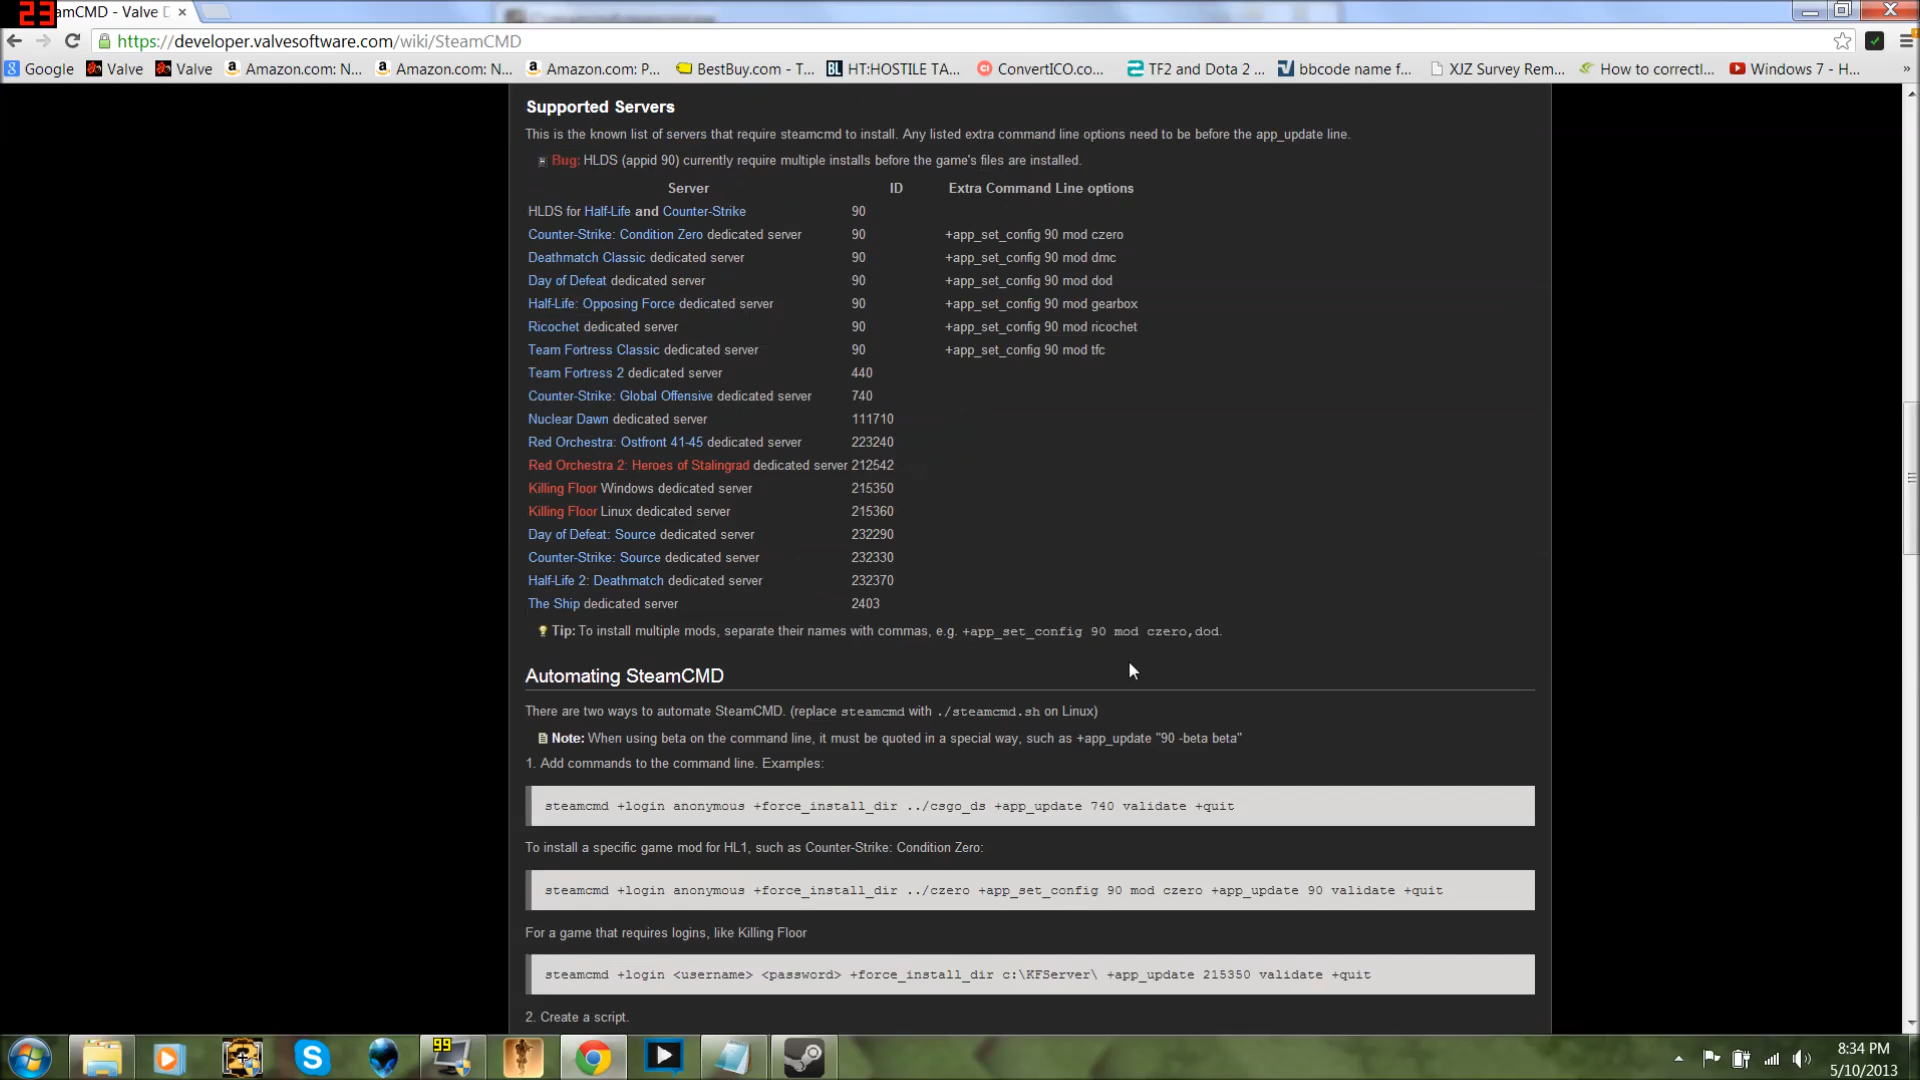 23
amCMD - Valve D
https://developer.valvesoftware.com/wiki/SteamCMD
Google Valve Valve Amazon.com: N... Amazon.com: N... Amazon.com: P... BestBuy.com - T... HT:HOSTILE TA... ConvertICO.co... TF2 and Dota 2 ... bbcode name f... XJZ Survey Rem... How to correctl... Windows 7 - H... »
Supported Servers
This is the known list of servers that require steamcmd to install. Any listed extra command line options need to be before the app_update line.
Bug: HLDS (appid 90) currently require multiple installs before the game's files are installed.
Server ID Extra Command Line options
HLDS for Half-Life and Counter-Strike 90
Counter-Strike: Condition Zero dedicated server 90 +app_set_config 90 mod czero
Deathmatch Classic dedicated server 90 +app_set_config 90 mod dmc
Day of Defeat dedicated server 90 +app_set_config 90 mod dod
Half-Life: Opposing Force dedicated server 90 +app_set_config 90 mod gearbox
Ricochet dedicated server 90 +app_set_config 90 mod ricochet
Team Fortress Classic dedicated server 90 +app_set_config 90 mod tfc
Team Fortress 2 dedicated server 440
Counter-Strike: Global Offensive dedicated server 740
Nuclear Dawn dedicated server 111710
Red Orchestra: Ostfront 41-45 dedicated server 223240
Red Orchestra 2: Heroes of Stalingrad dedicated server 212542
Killing Floor Windows dedicated server 215350
Killing Floor Linux dedicated server 215360
Day of Defeat: Source dedicated server 232290
Counter-Strike: Source dedicated server 232330
Half-Life 2: Deathmatch dedicated server 232370
The Ship dedicated server 2403
Tip: To install multiple mods, separate their names with commas, e.g. +app_set_config 90 mod czero,dod.
Automating SteamCMD
There are two ways to automate SteamCMD. (replace steamcmd with ./steamcmd.sh on Linux)
Note: When using beta on the command line, it must be quoted in a special way, such as +app_update "90 -beta beta"
1. Add commands to the command line. Examples:
steamcmd +login anonymous +force_install_dir ../csgo_ds +app_update 740 validate +quit
To install a specific game mod for HL1, such as Counter-Strike: Condition Zero:
steamcmd +login anonymous +force_install_dir ../czero +app_set_config 90 mod czero +app_update 90 validate +quit
For a game that requires logins, like Killing Floor
steamcmd +login <username> <password> +force_install_dir c:\KFServer\ +app_update 215350 validate +quit
2. Create a script.
99
8:34 PM
5/10/2013